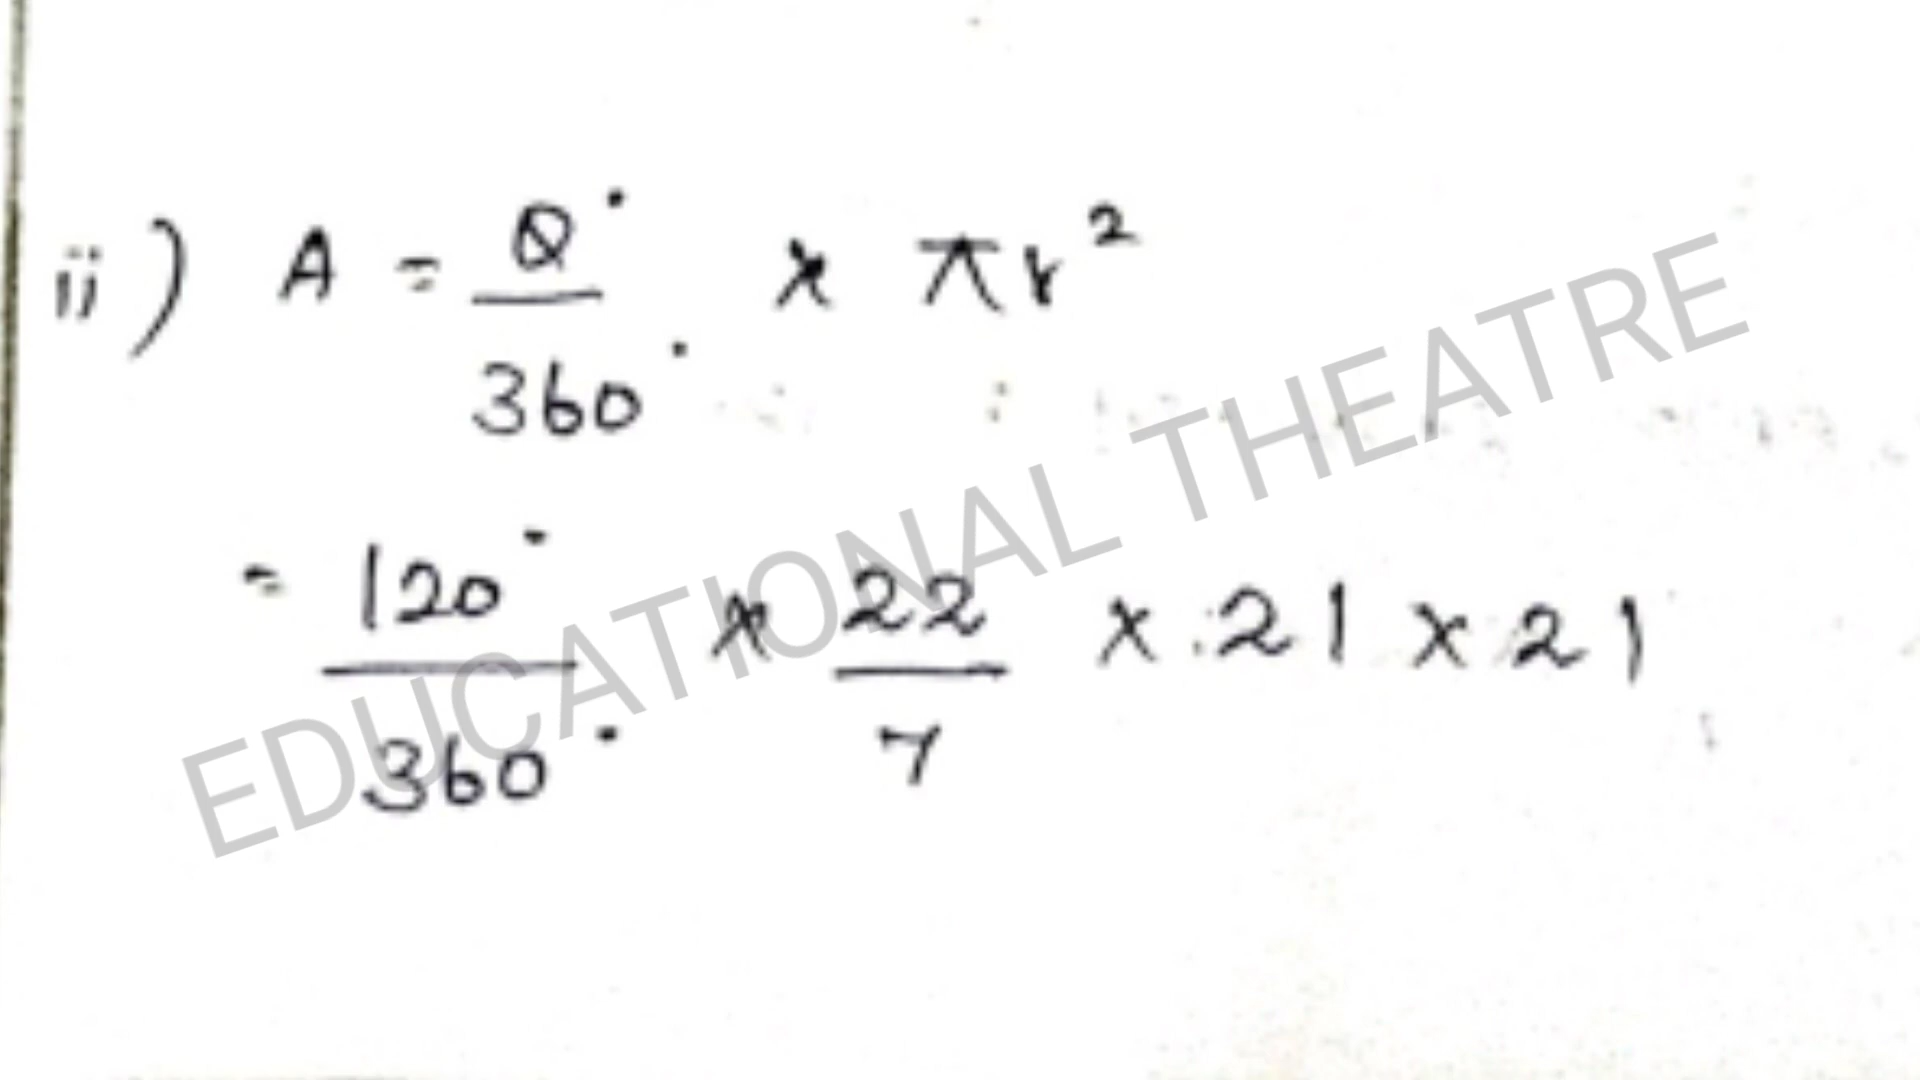 ii) A = θ°/360° × πr²
= 120°/360° × 22/7 × 21 × 21
EDUCATIONAL THEATRE